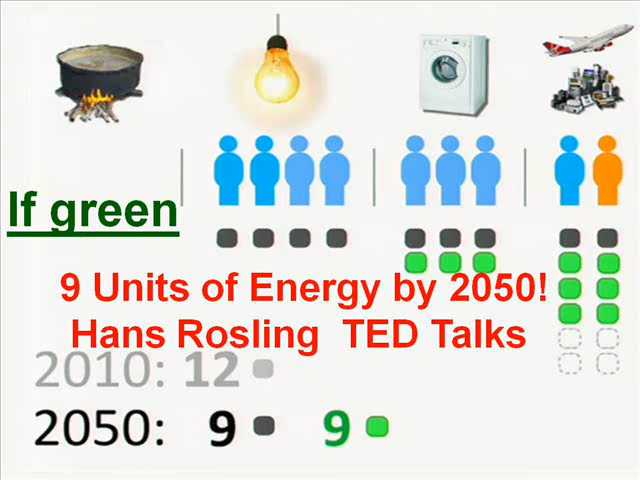 If green
9 Units of Energy by 2050!
Hans Rosling TED Talks
2010: 12
2050: 9 9